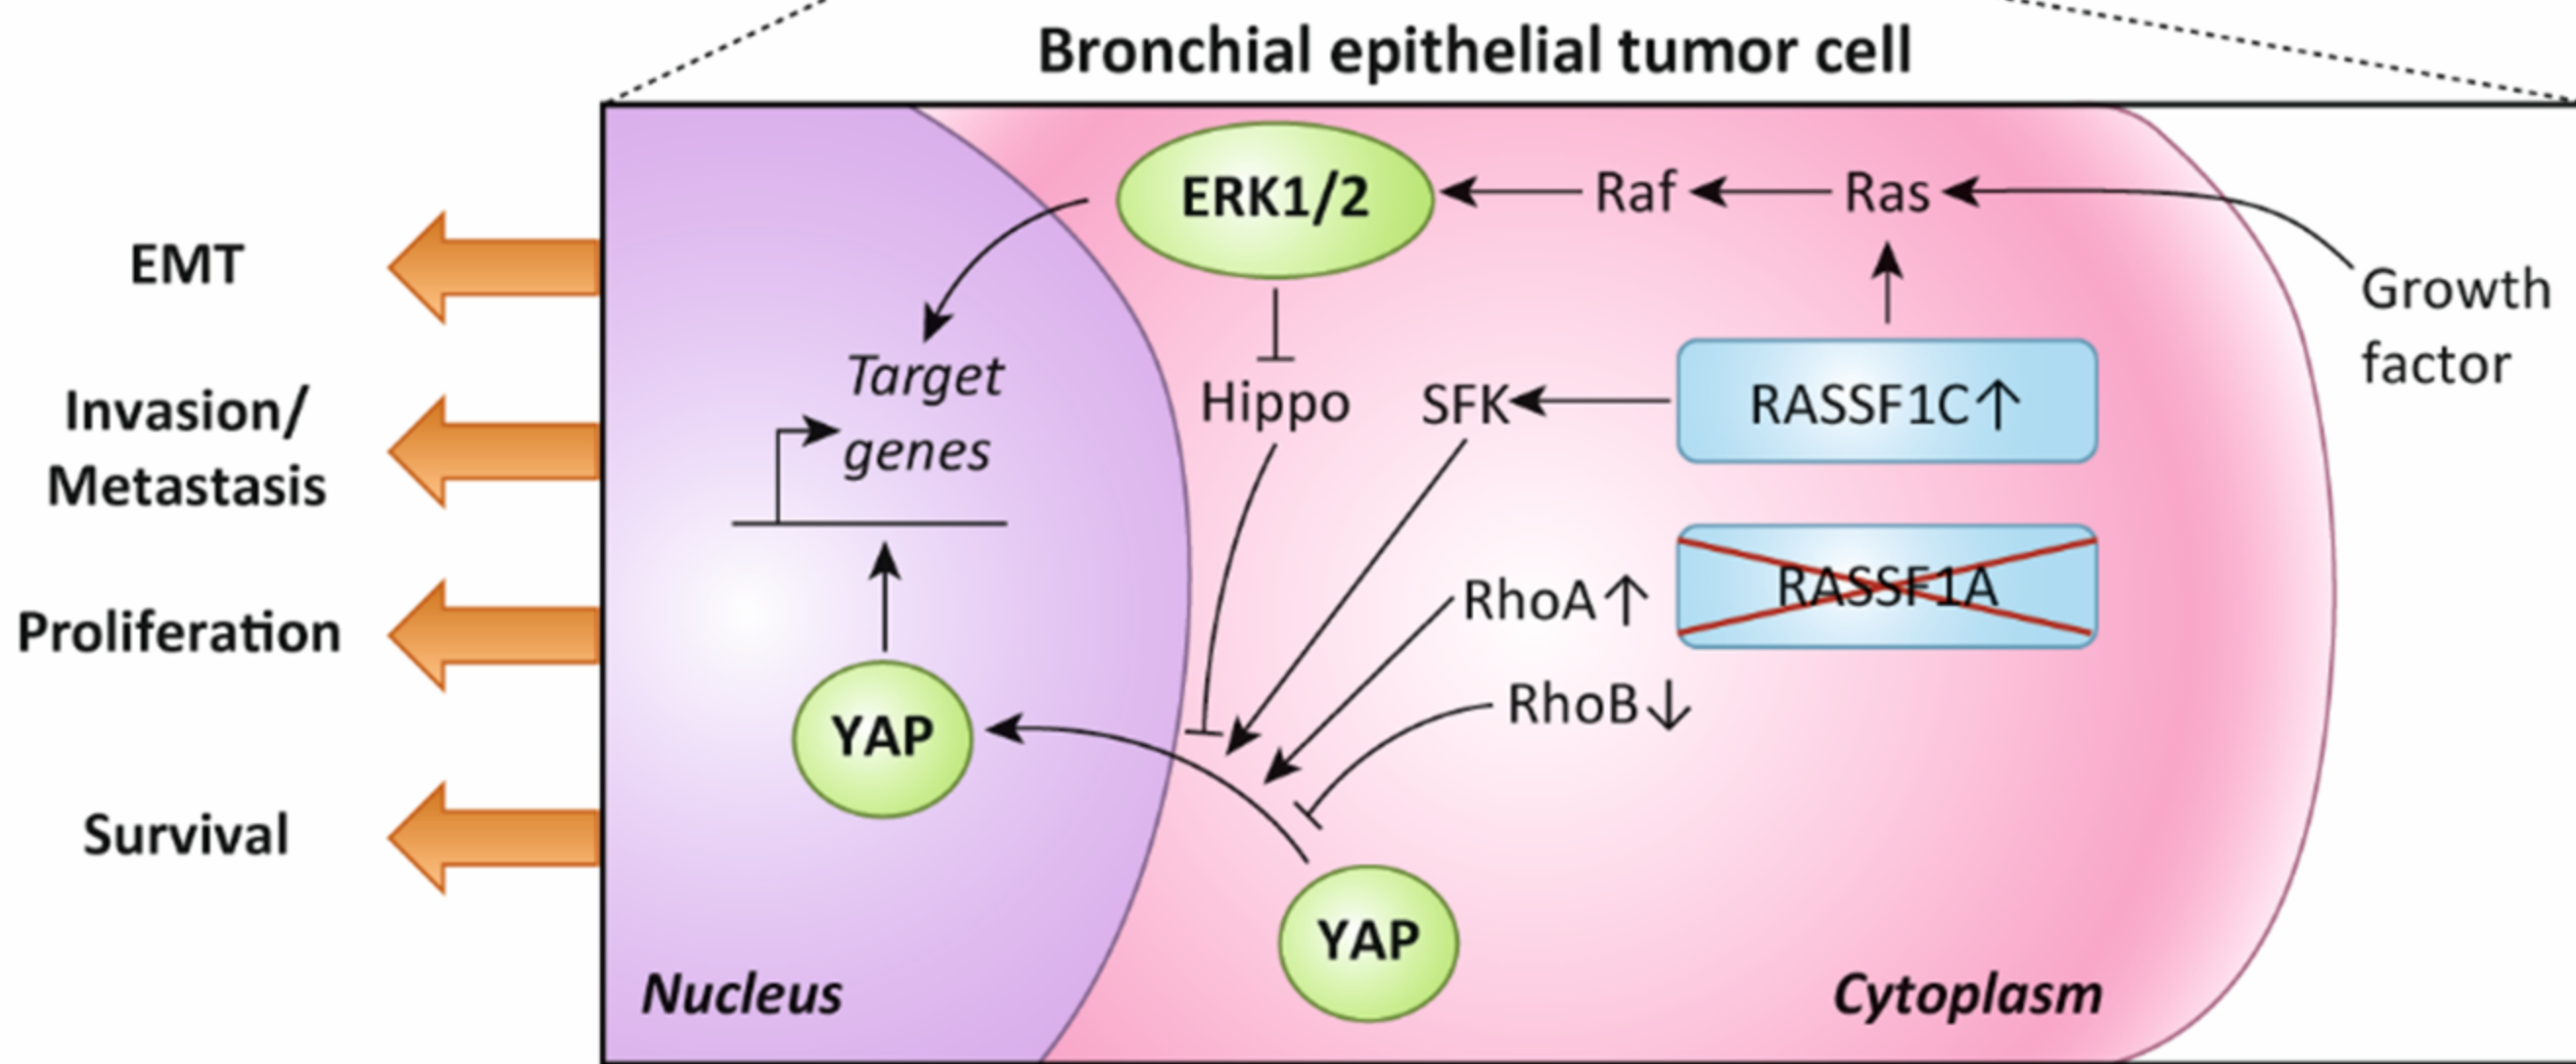 Bronchial epithelial tumor cell
ERK1/2
Raf
Ras
Growth
factor
EMT
Target
genes
Hippo
SFK
RASSF1C↑
Invasion/
Metastasis
RhoA↑
RASSF1A
Proliferation
RhoB↓
YAP
Survival
YAP
Nucleus
Cytoplasm